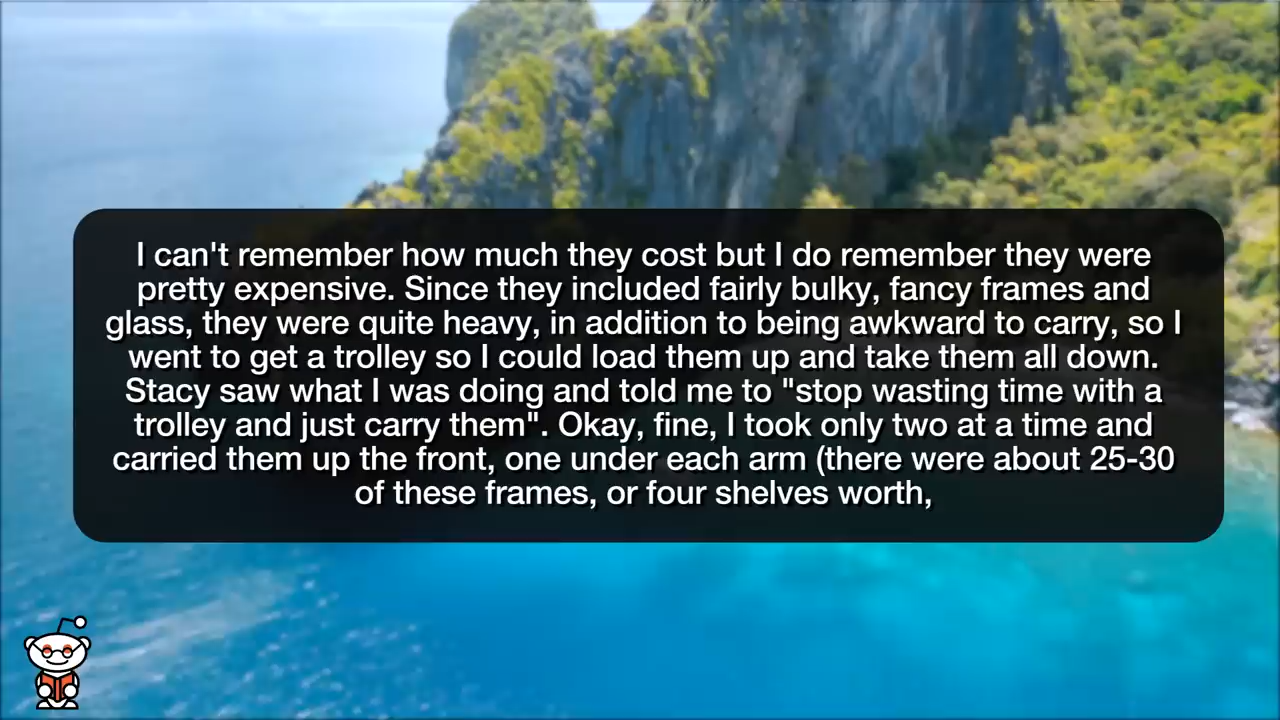 I can't remember how much they cost but I do remember they were
pretty expensive. Since they included fairly bulky, fancy frames and
glass, they were quite heavy, in addition to being awkward to carry, so I
went to get a trolley so I could load them up and take them all down.
Stacy saw what I was doing and told me to "stop wasting time with a
trolley and just carry them". Okay, fine, I took only two at a time and
carried them up the front, one under each arm (there were about 25-30
of these frames, or four shelves worth,